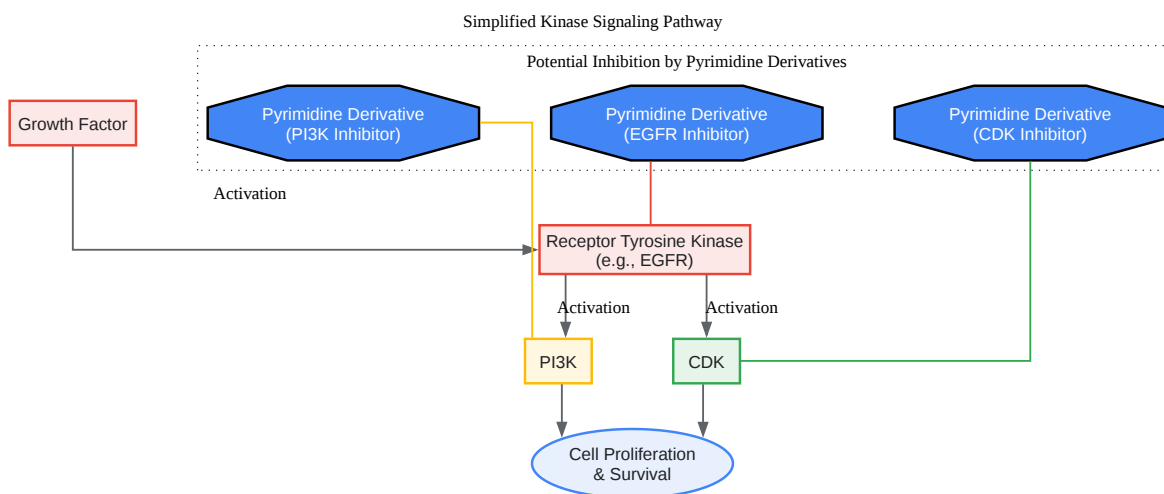 Simplified Kinase Signaling Pathway
Potential Inhibition by Pyrimidine Derivatives
Growth Factor
Pyrimidine Derivative
(PI3K Inhibitor)
Pyrimidine Derivative
(EGFR Inhibitor)
Pyrimidine Derivative
(CDK Inhibitor)
Activation
Receptor Tyrosine Kinase
(e.g., EGFR)
Activation
Activation
PI3K
CDK
Cell Proliferation
& Survival